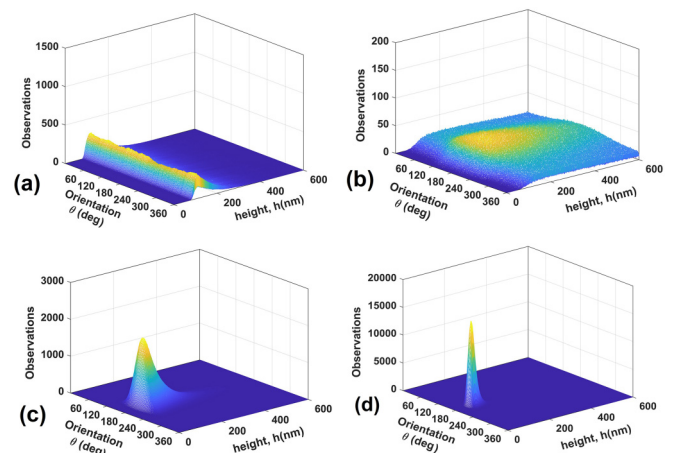 1500
1000
500
0
Observations
60
120
180
240
300
360
Orientation
θ (deg)
0
200
400
600
height, h(nm)
(a)
200
150
100
50
0
Observations
60
120
180
240
300
360
Orientation
θ (deg)
0
200
400
600
height, h(nm)
(b)
3000
2000
1000
0
Observations
60
120
180
240
300
360
Orientation
θ (deg)
0
200
400
600
height, h(nm)
(c)
20000
15000
10000
5000
0
Observations
60
120
180
240
300
360
Orientation
θ (deg)
0
200
400
600
height, h(nm)
(d)